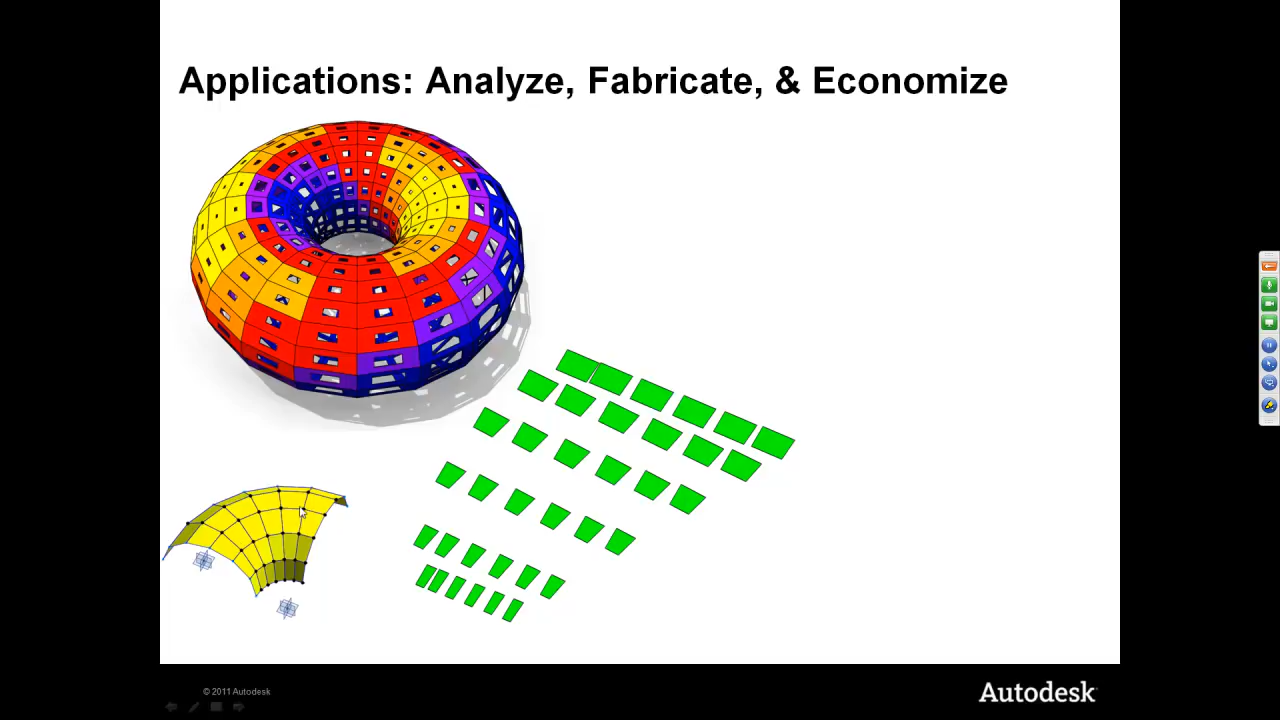 Applications: Analyze, Fabricate, & Economize
© 2011 Autodesk
Autodesk